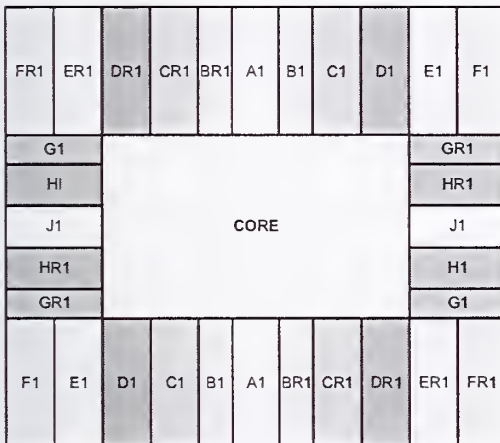 FR1 ER1 DR1 CR1 BR1 A1 B1 C1 D1 E1 F1
G1 GR1
HI HR1
J1 CORE J1
HR1 H1
GR1 G1
F1 E1 D1 C1 B1 A1 BR1 CR1 DR1 ER1 FR1